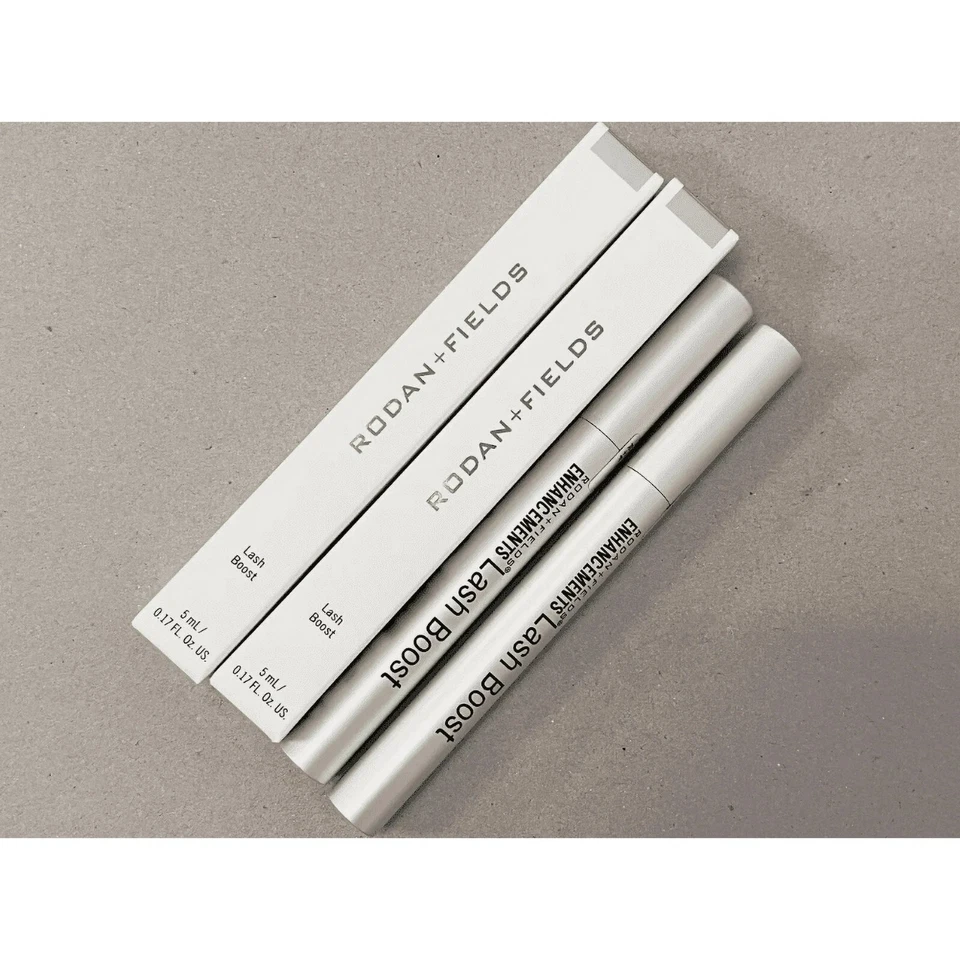 RODAN+FIELDS
Lash
Boost
5 mL/
0.17 FL. Oz. US.
RODAN+FIELDS
Lash
Boost
5 mL/
0.17 FL. Oz. US.
RODAN+FIELDS®
ENHANCEMENTS
Lash Boost
RODAN+FIELDS®
ENHANCEMENTS
Lash Boost